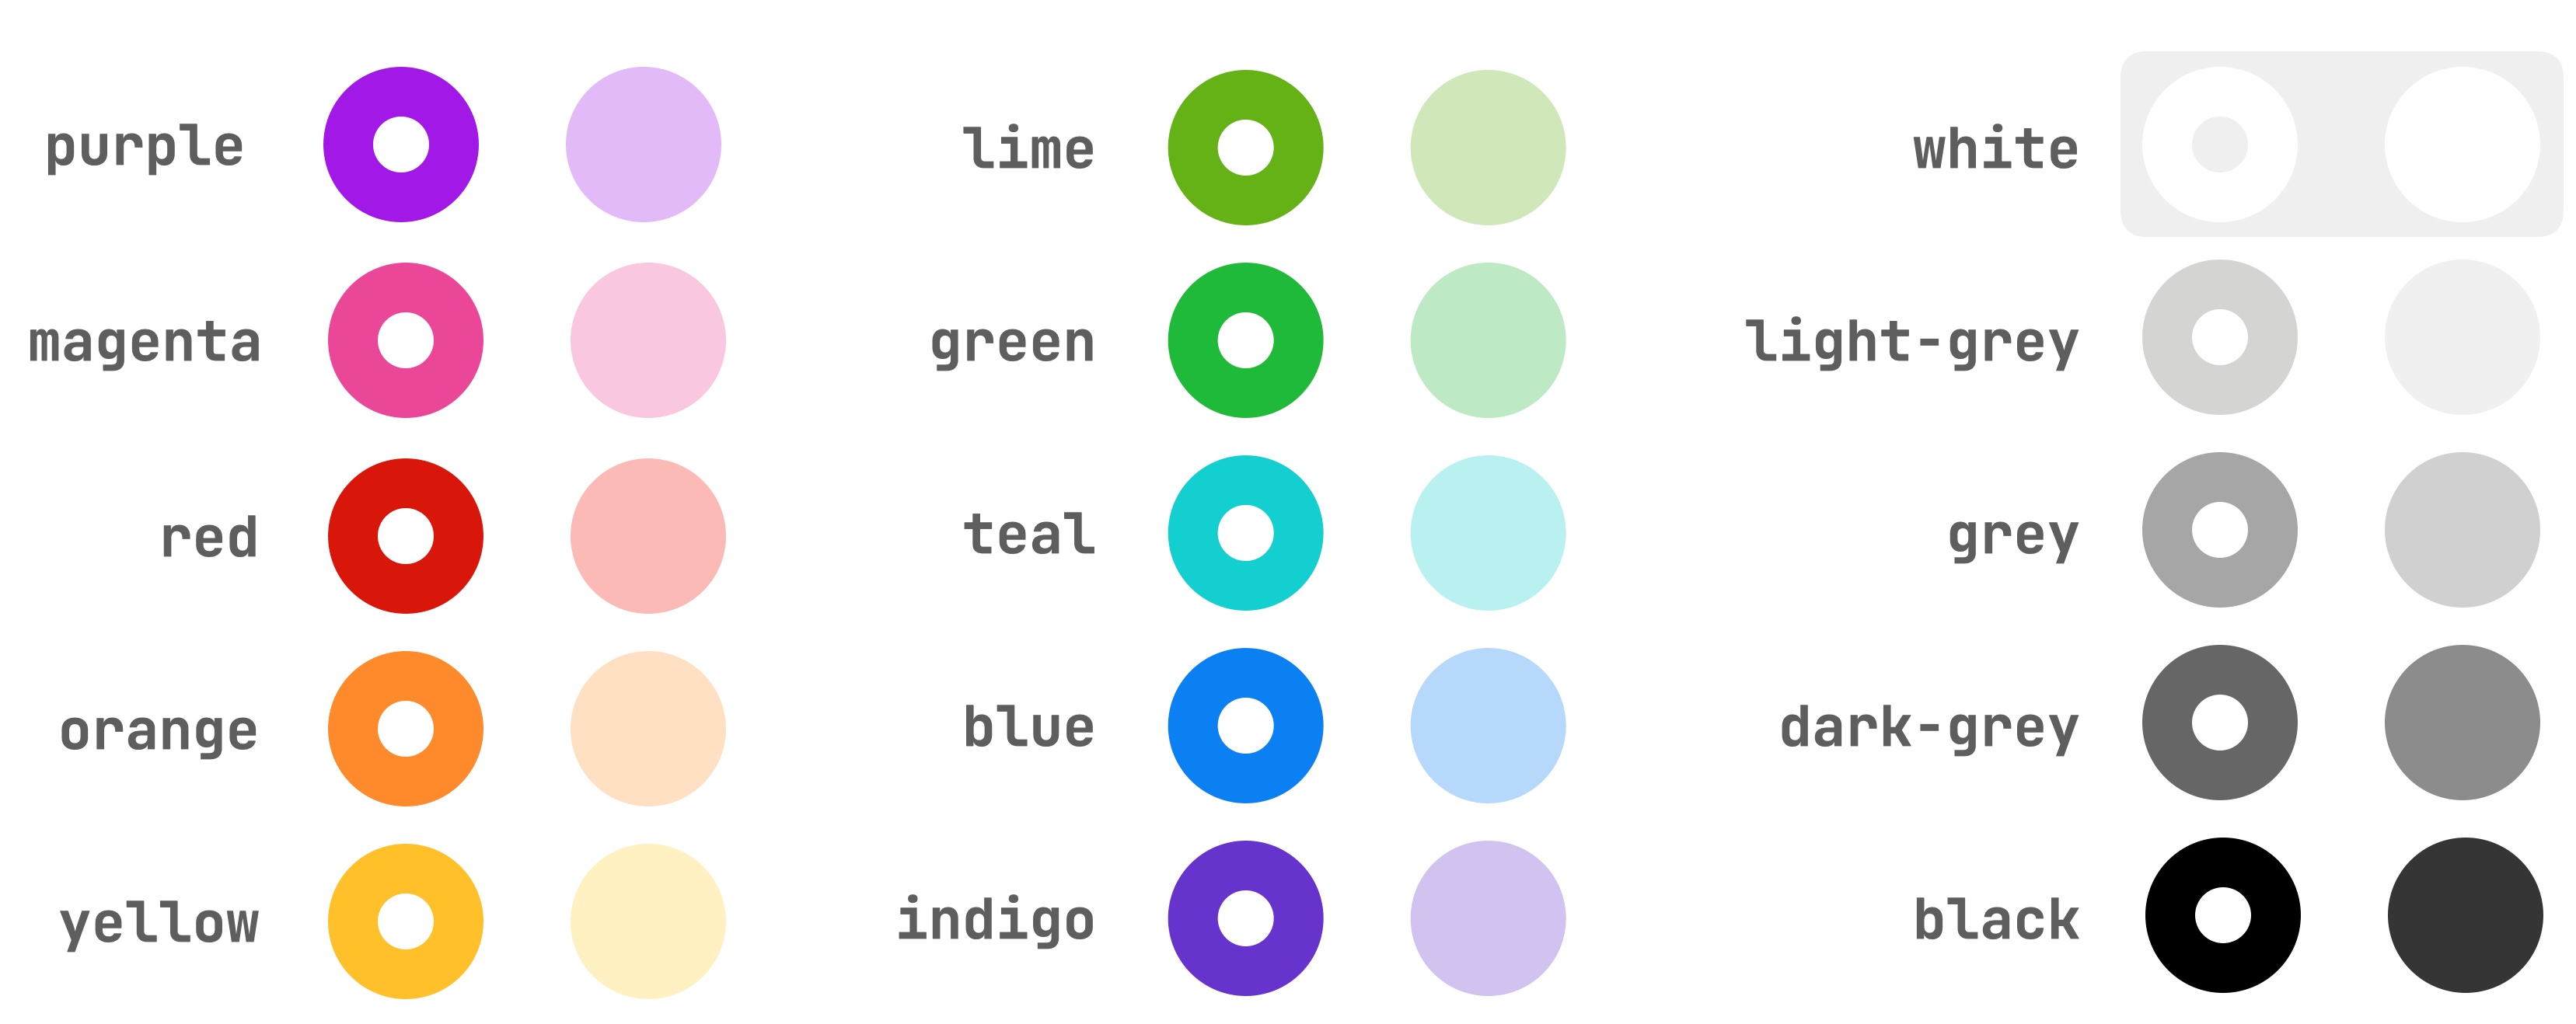 purple
magenta
red
orange
yellow
lime
green
teal
blue
indigo
white
light-grey
grey
dark-grey
black